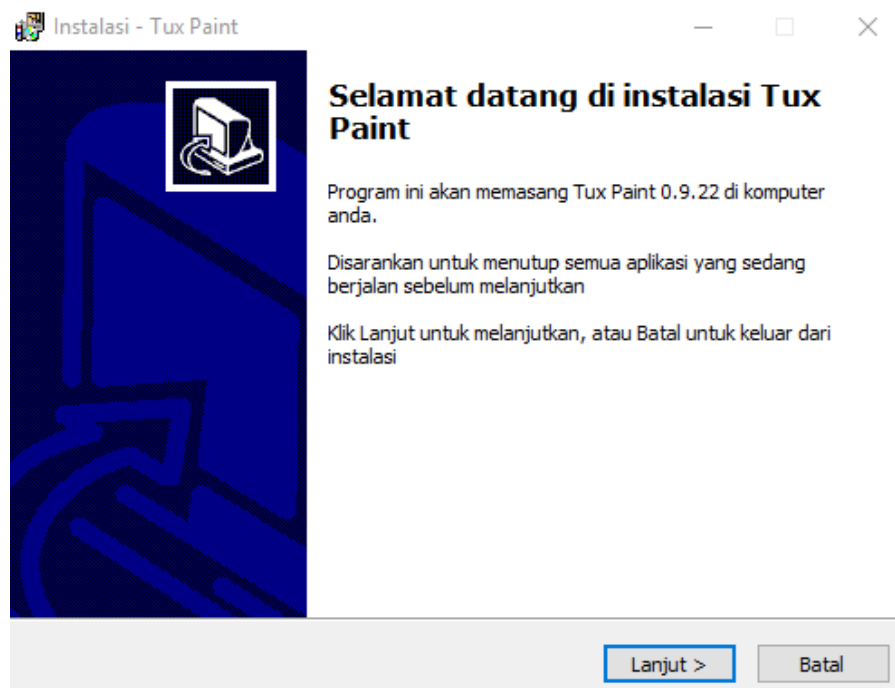 Instalasi - Tux Paint
Selamat datang di instalasi Tux
Paint
Program ini akan memasang Tux Paint 0.9.22 di komputer
anda.
Disarankan untuk menutup semua aplikasi yang sedang
berjalan sebelum melanjutkan
Klik Lanjut untuk melanjutkan, atau Batal untuk keluar dari
instalasi
Lanjut >
Batal